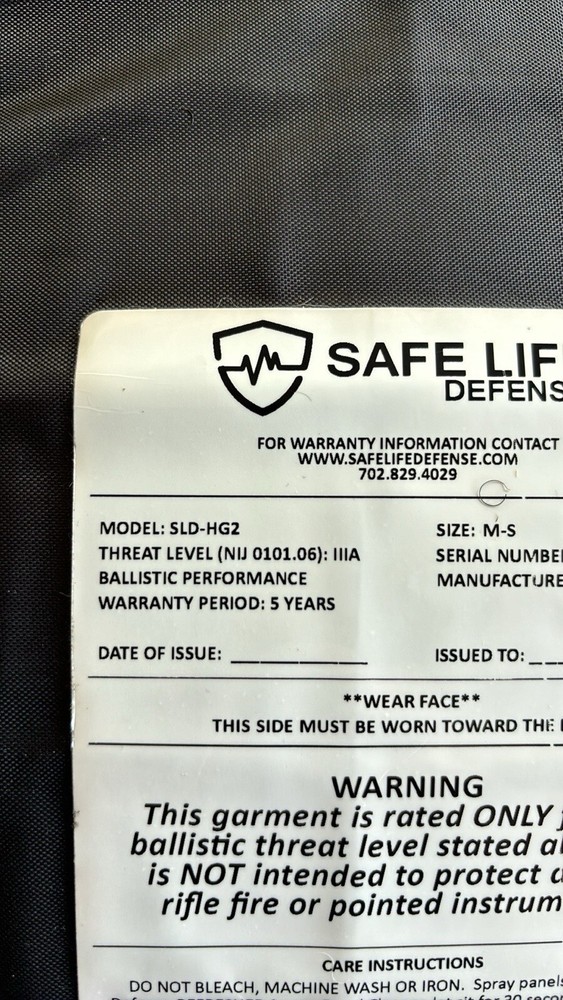 SAFE LIF
DEFENS
FOR WARRANTY INFORMATION CONTACT
WWW.SAFELIFEDEFENSE.COM
702.829.4029
MODEL: SLD-HG2 SIZE: M-S
THREAT LEVEL (NIJ 0101.06): IIIA SERIAL NUMBE
BALLISTIC PERFORMANCE MANUFACTURE
WARRANTY PERIOD: 5 YEARS
DATE OF ISSUE: ISSUED TO:
**WEAR FACE**
THIS SIDE MUST BE WORN TOWARD THE
WARNING
This garment is rated ONLY
ballistic threat level stated a
is NOT intended to protect
rifle fire or pointed instrum
CARE INSTRUCTIONS
DO NOT BLEACH, MACHINE WASH OR IRON. Spray panels